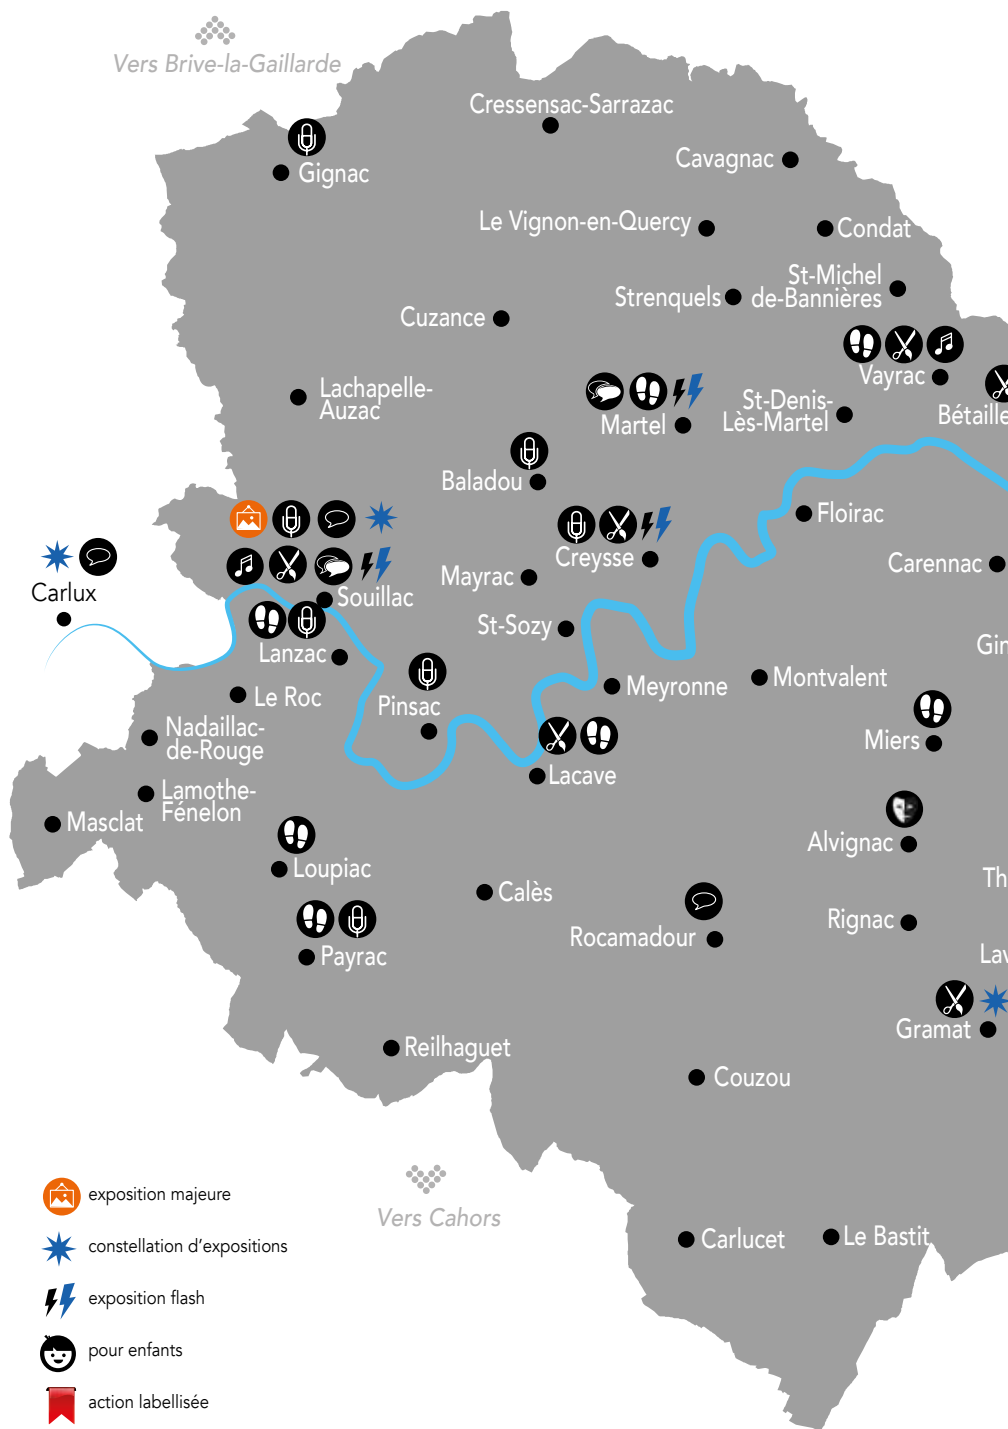 Vers Brive-la-Gaillarde
Cressensac-Sarrazac
Cavagnac
Gignac
Le Vignon-en-Quercy
Condat
St-Michel
de-Bannières
Strenquels
Cuzance
Vayrac
Lachapelle-
Auzac
St-Denis-
Lès-Martel
Bétaille
Martel
Baladou
Floirac
Creysse
Carennac
Mayrac
Carlux
Souillac
St-Sozy
Gin
Lanzac
Montvalent
Meyronne
Le Roc
Pinsac
Nadaillac-
de-Rouge
Miers
Lacave
Lamothe-
Fénelon
Masclat
Alvignac
Loupiac
Th
Calès
Rignac
Rocamadour
Payrac
Lav
Gramat
Reilhaguet
Couzou
exposition majeure
Vers Cahors
Carlucet
Le Bastit
constellation d'expositions
exposition flash
pour enfants
action labellisée